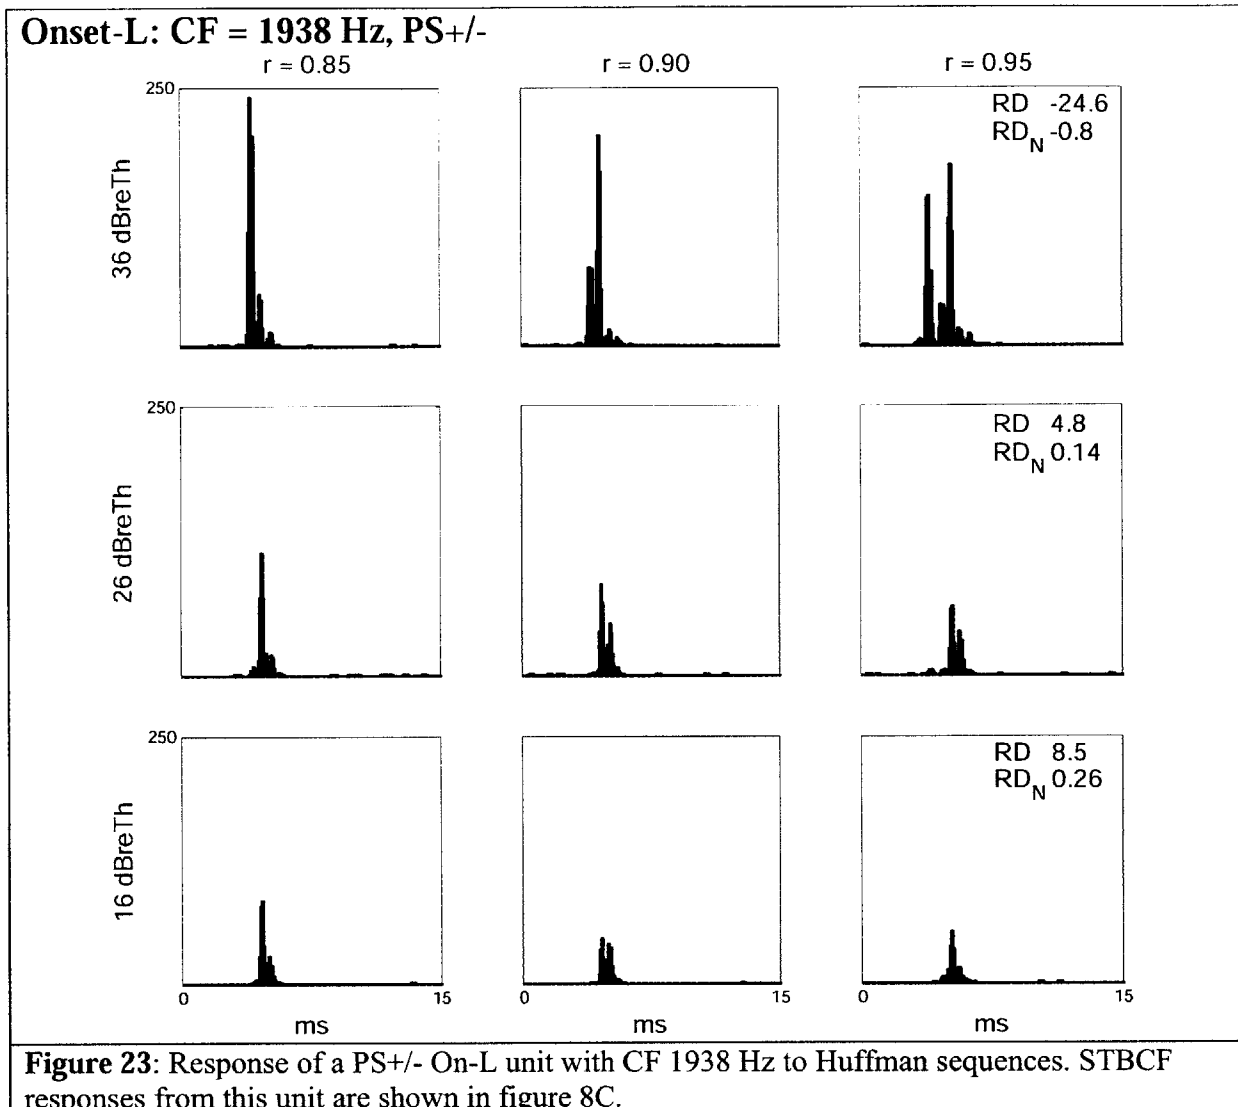 Onset-L: CF = 1938 Hz, PS+/-
r = 0.85
r = 0.90
r = 0.95
250
36 dBreTh
RD -24.6
RD_N -0.8
250
26 dBreTh
RD 4.8
RD_N 0.14
250
16 dBreTh
RD 8.5
RD_N 0.26
0 15
0 15
0 15
ms
ms
ms
Figure 23: Response of a PS+/- On-L unit with CF 1938 Hz to Huffman sequences. STBCF
responses from this unit are shown in figure 8C.